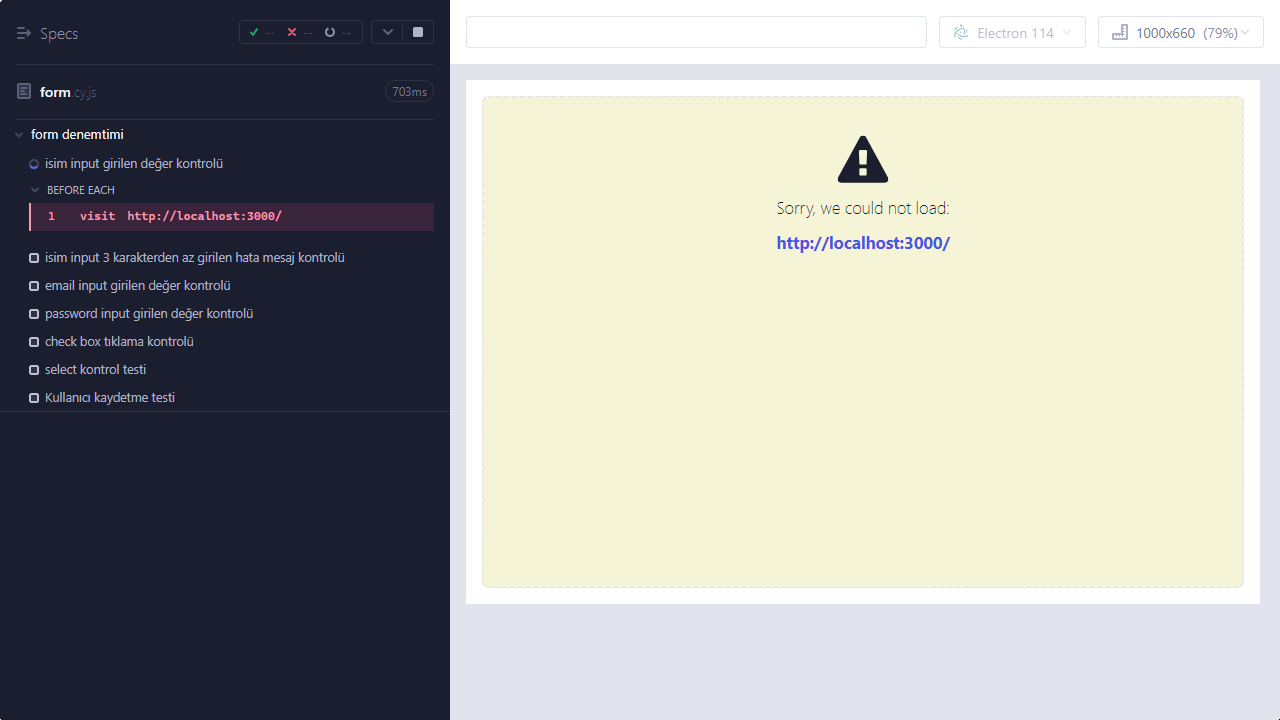 Specs
-- -- --
form.cy.js
703ms
form denemtimi
isim input girilen değer kontrolü
BEFORE EACH
1 visit http://localhost:3000/
isim input 3 karakterden az girilen hata mesaj kontrolü
email input girilen değer kontrolü
password input girilen değer kontrolü
check box tıklama kontrolü
select kontrol testi
Kullanıcı kaydetme testi
Electron 114
1000x660 (79%)
Sorry, we could not load:
http://localhost:3000/